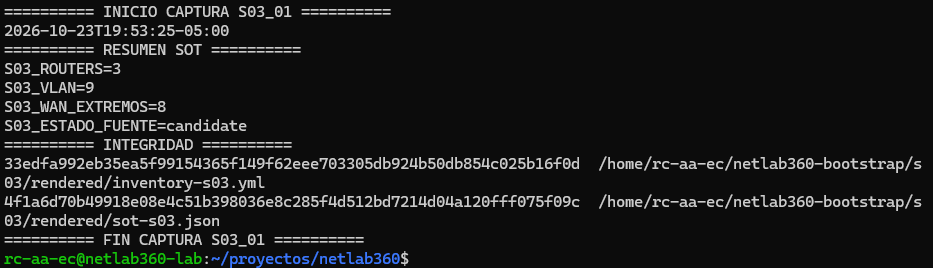 ========== INICIO CAPTURA S03_01 ==========
2026-10-23T19:53:25-05:00
========== RESUMEN SOT ==========
S03_ROUTERS=3
S03_VLAN=9
S03_WAN_EXTREMOS=8
S03_ESTADO_FUENTE=candidate
========== INTEGRIDAD ==========
33edfa992eb35ea5f99154365f149f62eee703305db924b50db854c025b16f0d  /home/rc-aa-ec/netlab360-bootstrap/s
03/rendered/inventory-s03.yml
4f1a6d70b49918e08e4c51b398036e8c285f4d512bd7214d04a120fff075f09c  /home/rc-aa-ec/netlab360-bootstrap/s
03/rendered/sot-s03.json
========== FIN CAPTURA S03_01 ==========
rc-aa-ec@netlab360-lab:~/proyectos/netlab360$